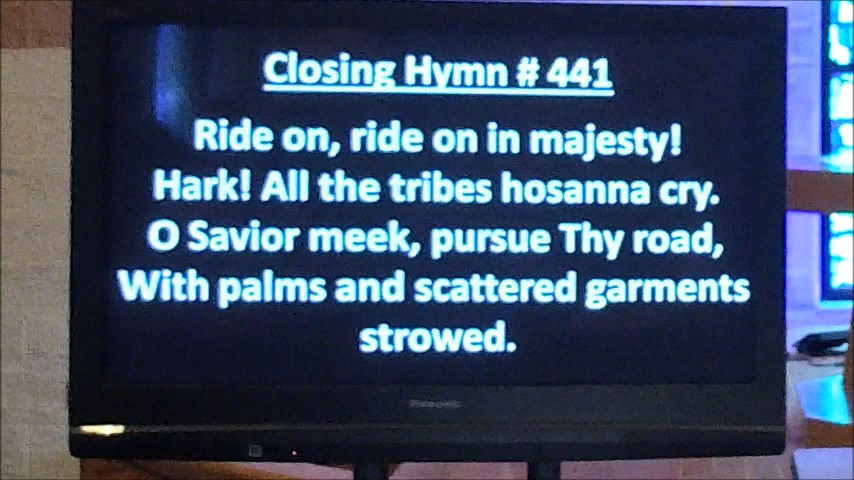 Closing Hymn # 441
Ride on, ride on in majesty!
Hark! All the tribes hosanna cry.
O Savior meek, pursue Thy road,
With palms and scattered garments
strowed.
Panasonic